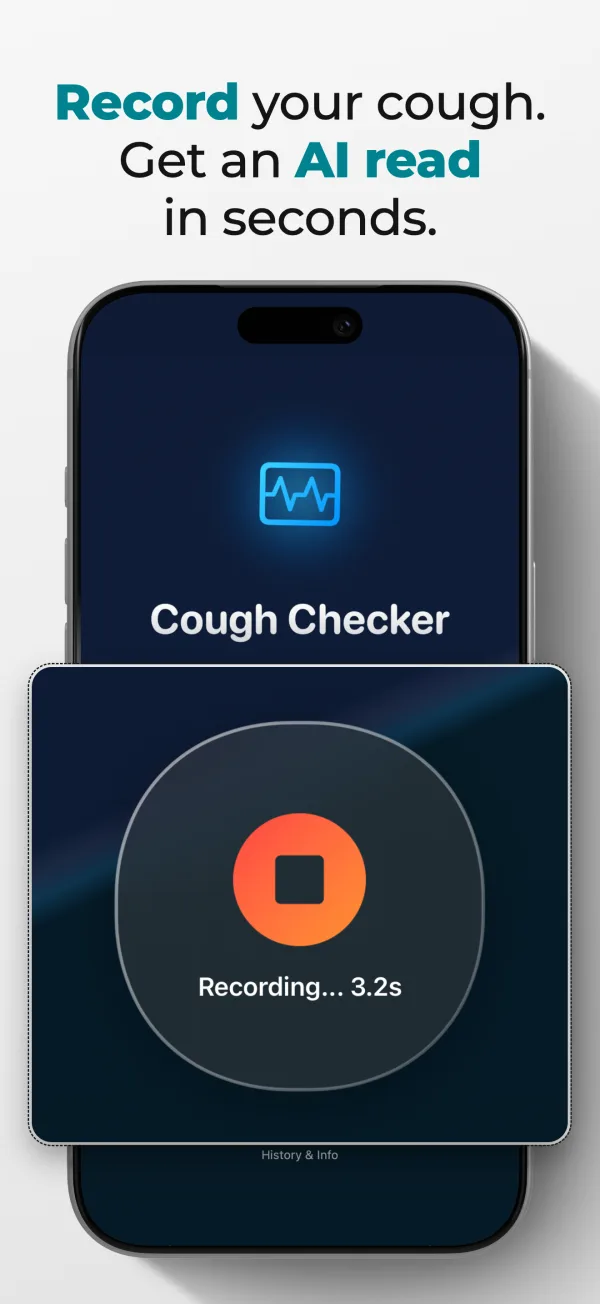 Record your cough.
Get an AI read
in seconds.
Cough Checker
Recording... 3.2s
History & Info